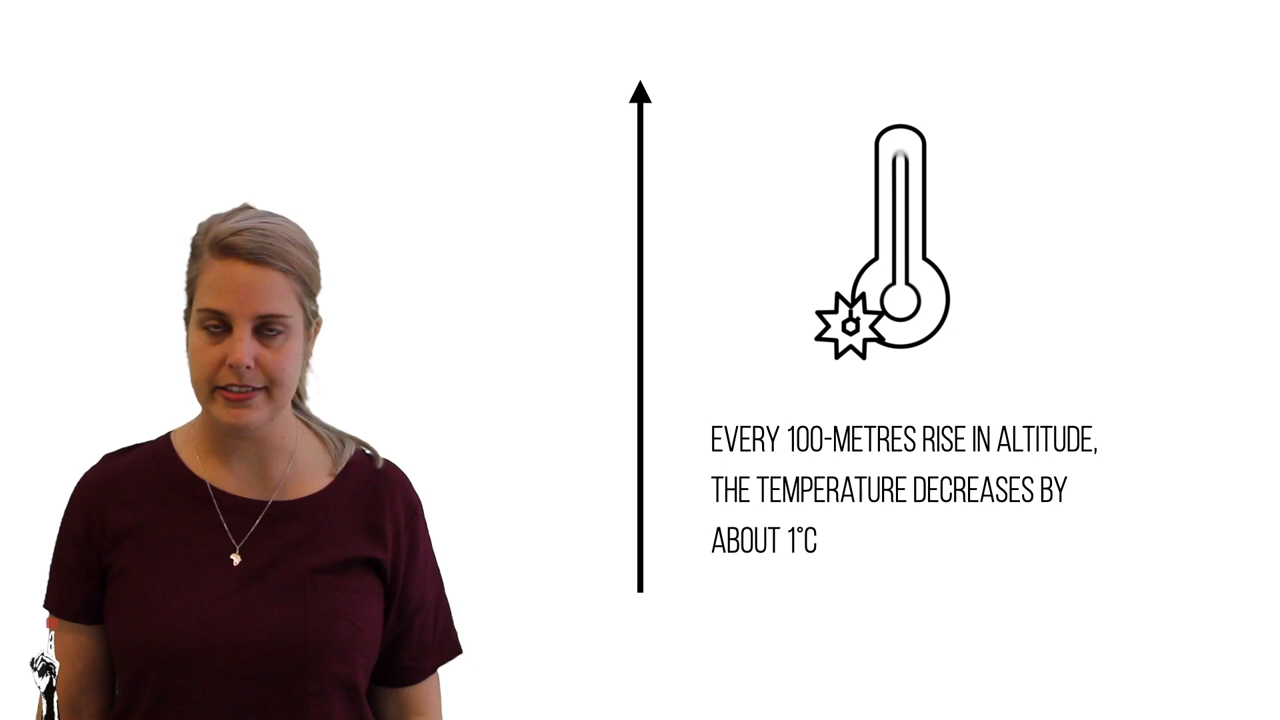 EVERY 100-METRES RISE IN ALTITUDE,
THE TEMPERATURE DECREASES BY
ABOUT 1°C